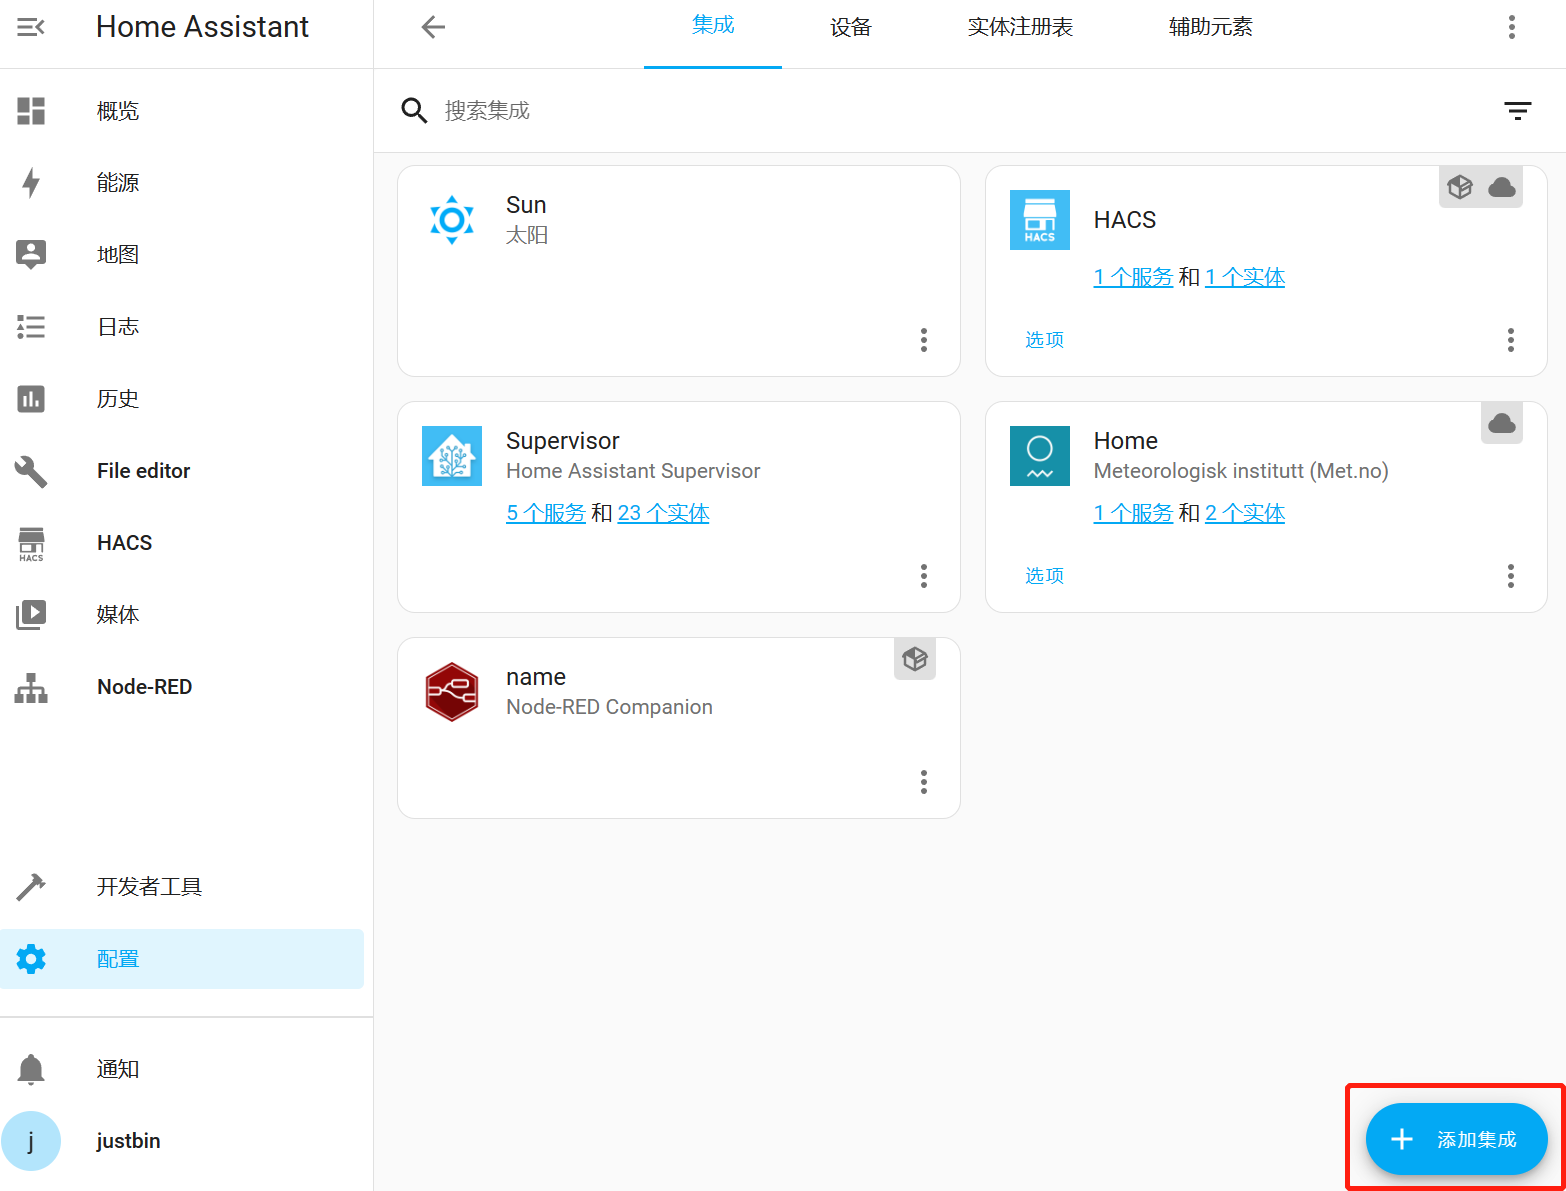 Home Assistant
概览
能源
地图
日志
历史
File editor
HACS
HACS
媒体
Node-RED
开发者工具
配置
通知
j
justbin
集成
设备
实体注册表
辅助元素
搜索集成
Sun
太阳
HACS
HACS
1 个服务 和 1 个实体
选项
Supervisor
Home Assistant Supervisor
5 个服务 和 23 个实体
Home
Meteorologisk institutt (Met.no)
1 个服务 和 2 个实体
选项
name
Node-RED Companion
添加集成